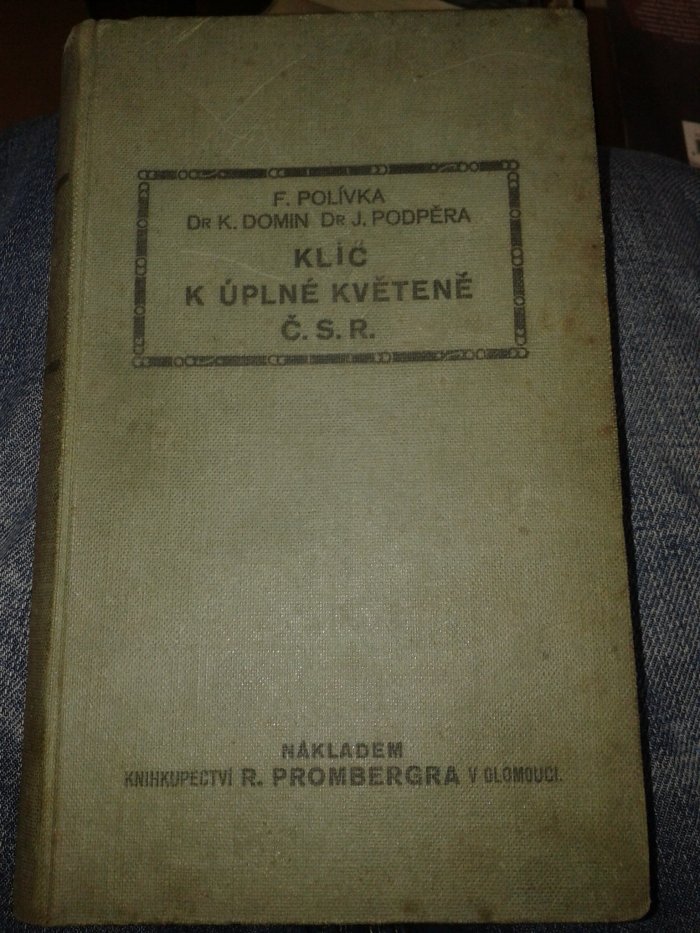 F. POLÍVKA
DR K. DOMIN DR J. PODPĚRA
KLÍČ
K ÚPLNÉ KVĚTENĚ
Č. S. R.
NÁKLADEM
KNIHKUPECTVÍ R. PROMBERGRA V OLOMOUCI.